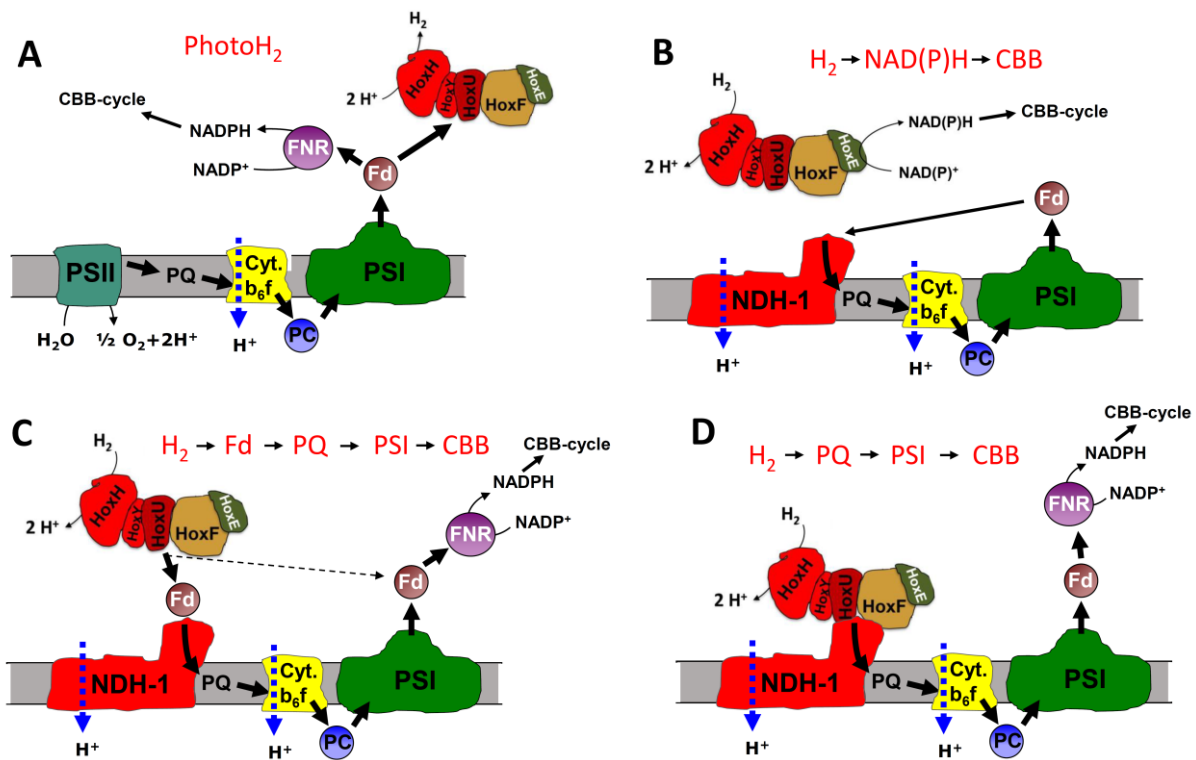 A
PhotoH₂
H₂
2 H⁺
HoxH
HoxY
HoxU
HoxF
HoxE
CBB-cycle
NADPH
NADP⁺
FNR
Fd
PSII
PQ
Cyt.
b₆f
PSI
PC
H₂O
½ O₂+2H⁺
H⁺
B
H₂ → NAD(P)H → CBB
H₂
2 H⁺
HoxH
HoxY
HoxU
HoxF
HoxE
NAD(P)H
CBB-cycle
NAD(P)⁺
Fd
NDH-1
PQ
Cyt.
b₆f
PSI
PC
H⁺
H⁺
C
H₂ → Fd → PQ → PSI → CBB
H₂
2 H⁺
HoxH
HoxY
HoxU
HoxF
HoxE
CBB-cycle
NADPH
NADP⁺
FNR
Fd
Fd
NDH-1
PQ
Cyt.
b₆f
PSI
PC
H⁺
H⁺
D
H₂ → PQ → PSI → CBB
CBB-cycle
NADPH
NADP⁺
FNR
H₂
2 H⁺
HoxH
HoxY
HoxU
HoxF
HoxE
Fd
NDH-1
PQ
Cyt.
b₆f
PSI
PC
H⁺
H⁺